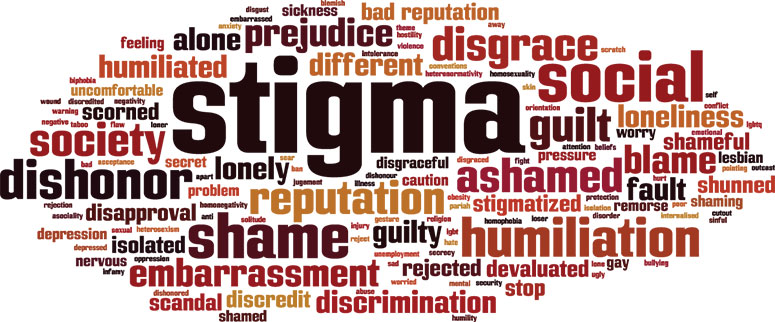 blemish
disgust sickness bad reputation
embarrassed away
anxiety prejudice theme
feeling alone hostility disgrace scratch
violence
humiliated different intolerance
conventions
biphobia heteronormativity homosexuality social
uncomfortable stigma skin self
wound discredited negativity orientation conflict
warning scorned guilt loneliness
negative taboo flaw loner attention beliefs worry emotional lgbtq
society secret scar disgraceful disgraced fight pressure shameful
bad acceptance lonely ban blame lesbian
apart jugement dishonour pointing outcast
dishonor problem illness caution ashamed hurt fault shunned
rejection homonegativity reputation obesity stigmatized protection remorse poor shaming
pariah isolation internalised
asociality disapproval anti solitude gesture religion homophobia loser disorder cutout
sinful
depression sexual heterosexism shame injury guilty lgbt humiliation
depressed isolated reject hate
nervous oppression unemployment secrecy bullying
infamy embarrassment sad rejected devaluated lone gay
ugly
dishonored worried mental security stop
scandal discredit abuse discrimination
shamed humility